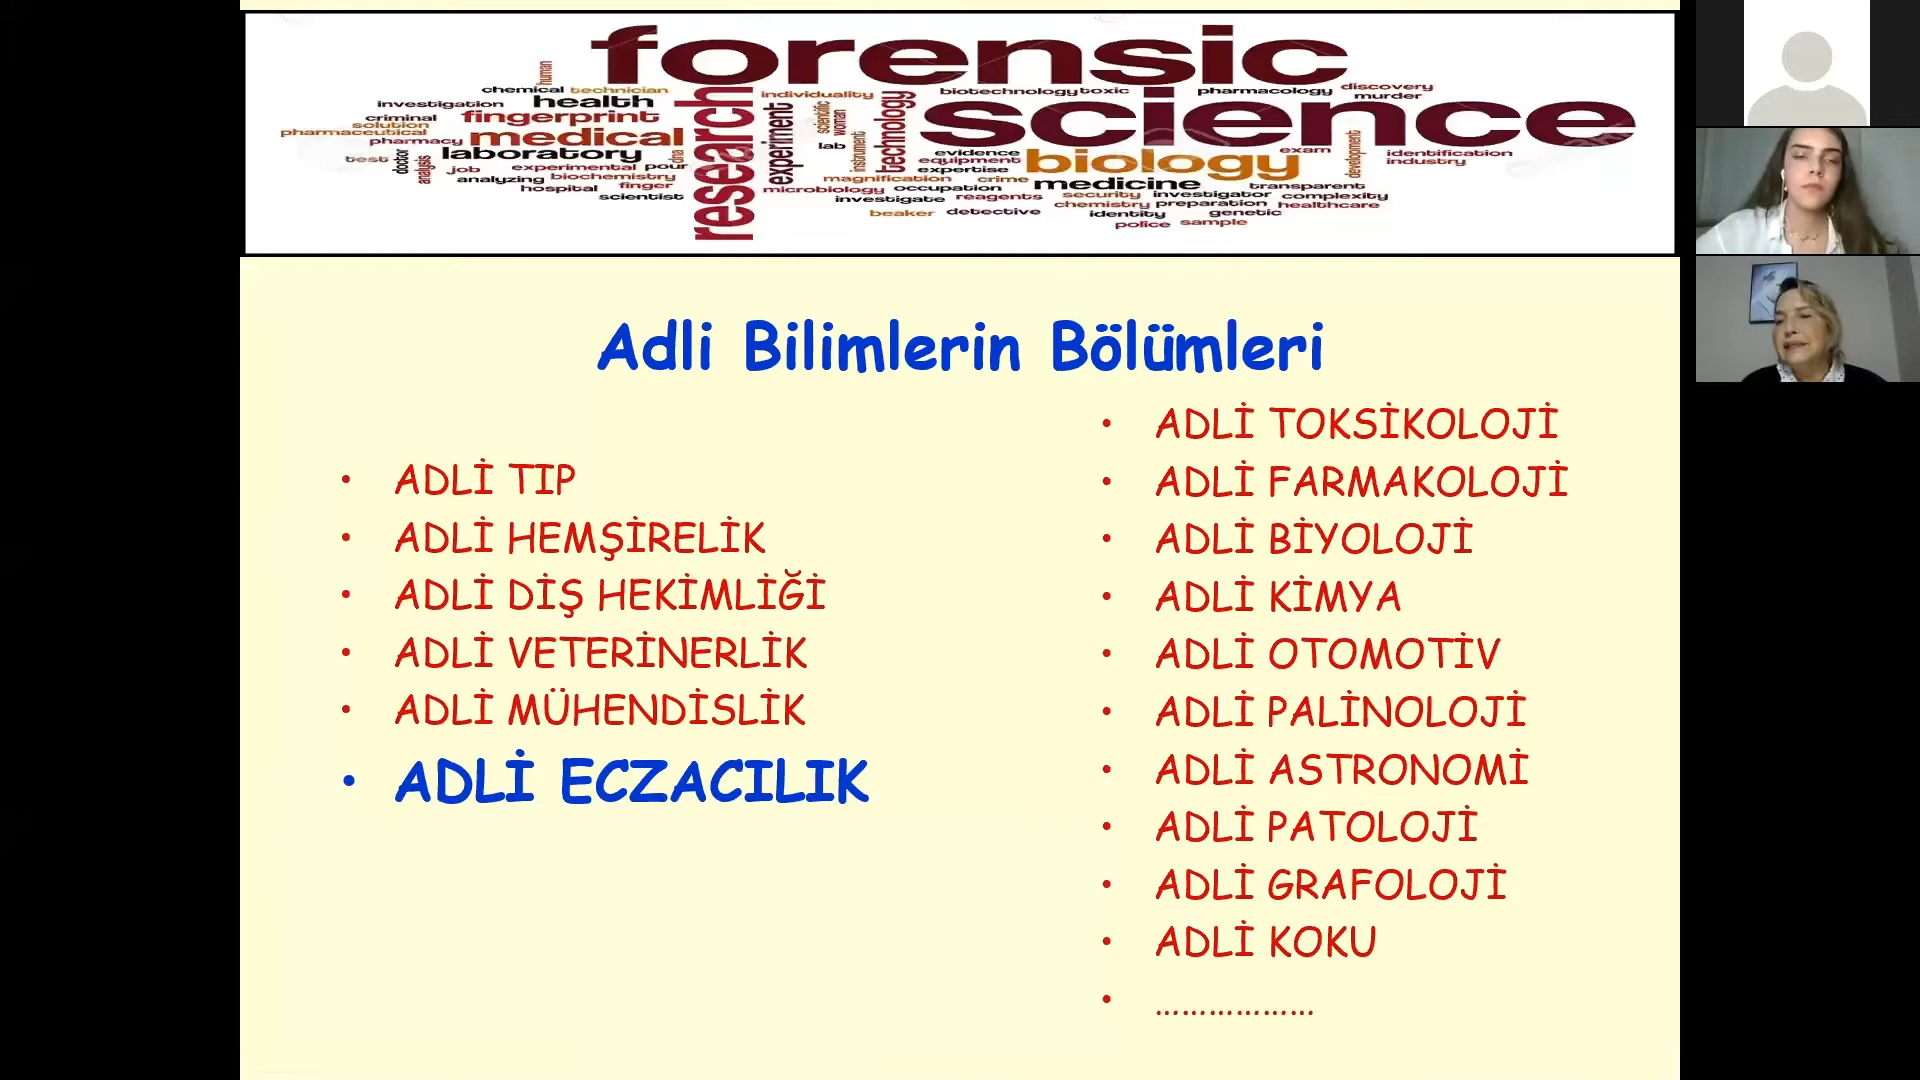 forensic
science
human
chemical technician
investigation health
criminal fingerprint
solution
pharmaceutical
pharmacy medical
test doctor analysis laboratory pour dna
job experimental
analyzing biochemistry
hospital finger
scientist
research
individuality
experiment
scientific
woman
lab
instrument
technology
magnification
microbiology
biotechnology toxic
pharmacology discovery
murder
evidence
equipment
expertise
biology
exam
development
identification
industry
crime medicine transparent
occupation security investigator complexity
investigate reagents chemistry preparation healthcare
beaker detective identity genetic
police sample
Adli Bilimlerin Bölümleri
• ADLİ TIP
• ADLİ HEMŞİRELİK
• ADLİ DİŞ HEKİMLİĞİ
• ADLİ VETERİNERLİK
• ADLİ MÜHENDİSLİK
• ADLİ ECZACILIK
• ADLİ TOKSİKOLOJİ
• ADLİ FARMAKOLOJİ
• ADLİ BİYOLOJİ
• ADLİ KİMYA
• ADLİ OTOMOTİV
• ADLİ PALİNOLOJİ
• ADLİ ASTRONOMİ
• ADLİ PATOLOJİ
• ADLİ GRAFOLOJİ
• ADLİ KOKU
• ..................